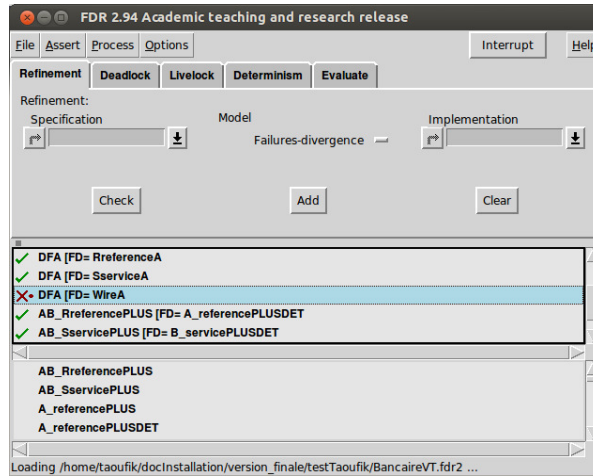 FDR 2.94 Academic teaching and research release
File Assert Process Options Interrupt Help
Refinement Deadlock Livelock Determinism Evaluate
Refinement:
Specification Model Implementation
Failures-divergence
Check Add Clear
DFA [FD= RreferenceA
DFA [FD= SserviceA
DFA [FD= WireA
AB_RreferencePLUS [FD= A_referencePLUSDET
AB_SservicePLUS [FD= B_servicePLUSDET
AB_RreferencePLUS
AB_SservicePLUS
A_referencePLUS
A_referencePLUSDET
Loading /home/taoufik/docInstallation/version_finale/testTaoufik/BancaireVT.fdr2 ...